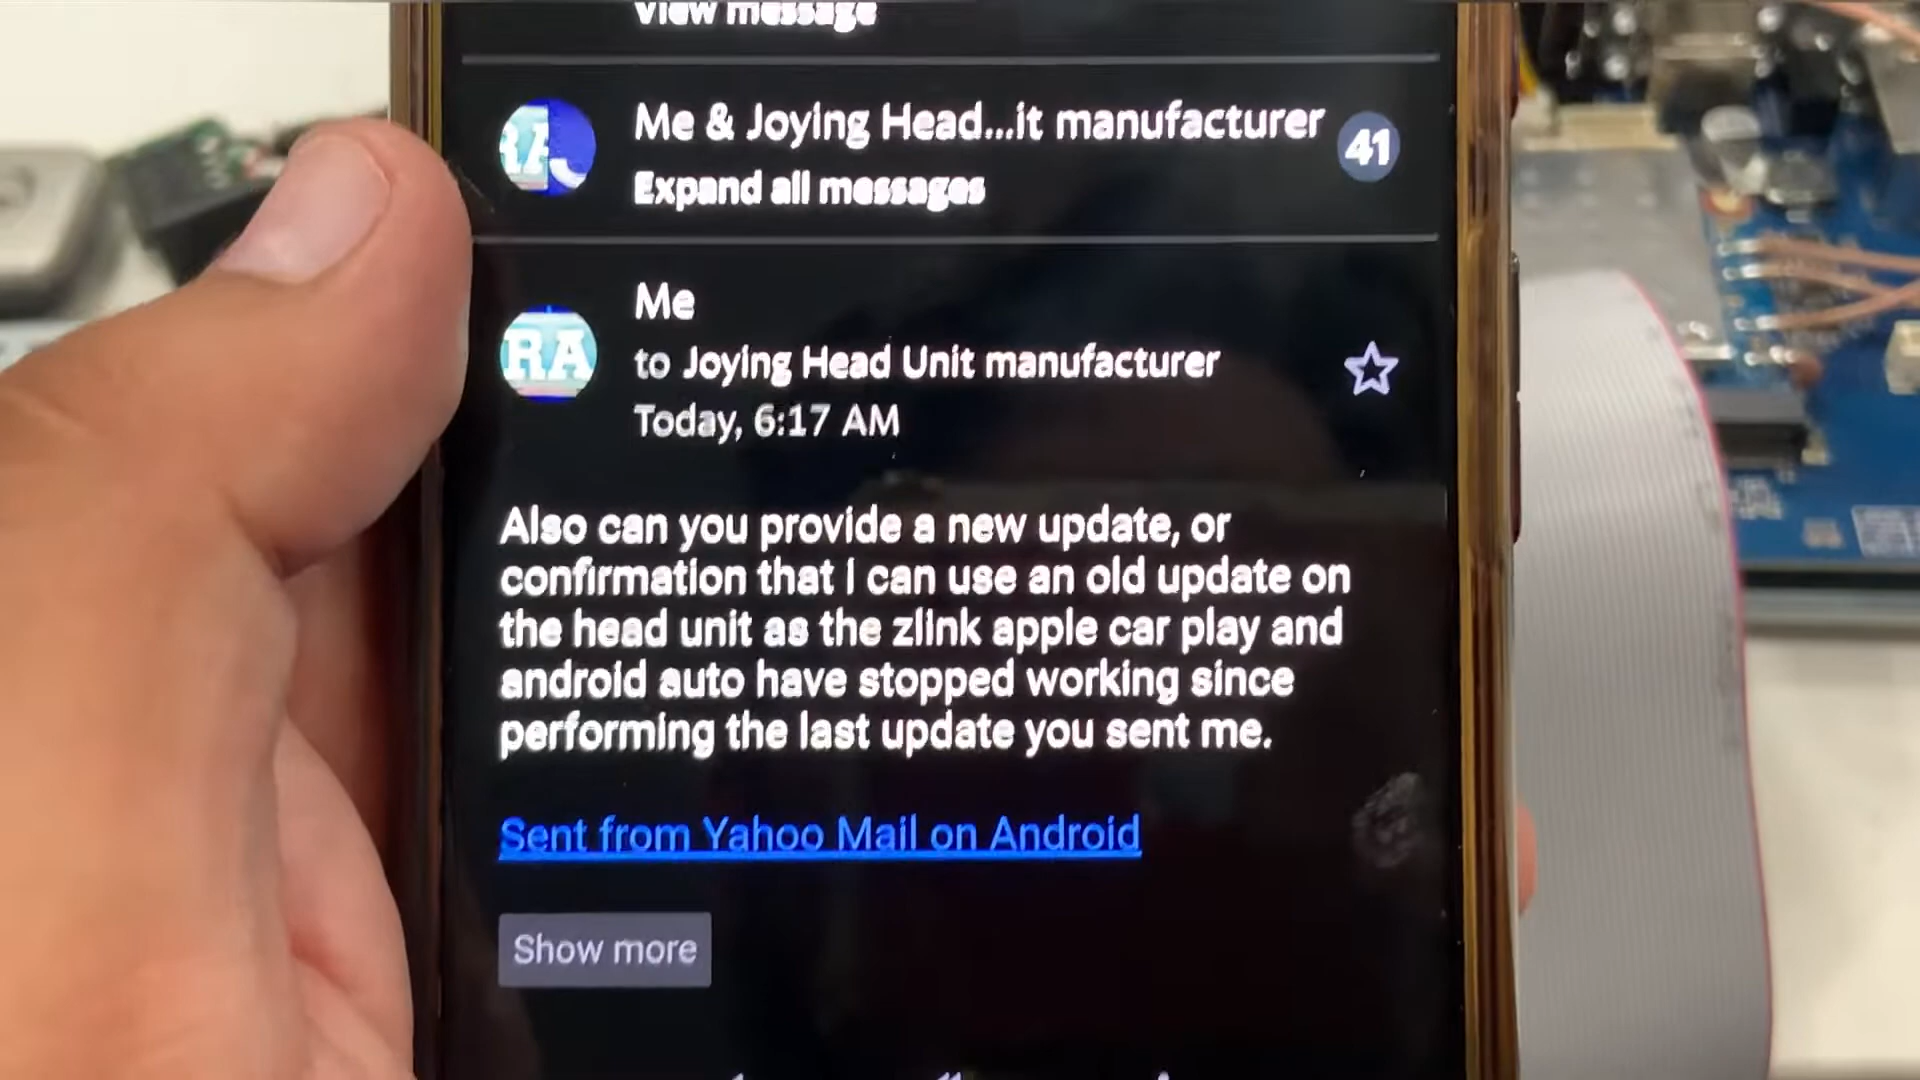 View message
Me & Joying Head...it manufacturer
41
Expand all messages
RA
Me
to Joying Head Unit manufacturer
Today, 6:17 AM
Also can you provide a new update, or
confirmation that I can use an old update on
the head unit as the zlink apple car play and
android auto have stopped working since
performing the last update you sent me.
Sent from Yahoo Mail on Android
Show more